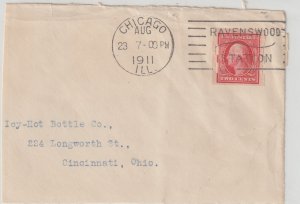 CHICAGO
AUG
23 7-00 PM
1911
ILL.
RAVENSWOOD
STATION
TWO CENTS
Icy-Hot Bottle Co.,
224 Longworth St.,
Cincinnati, Ohio.